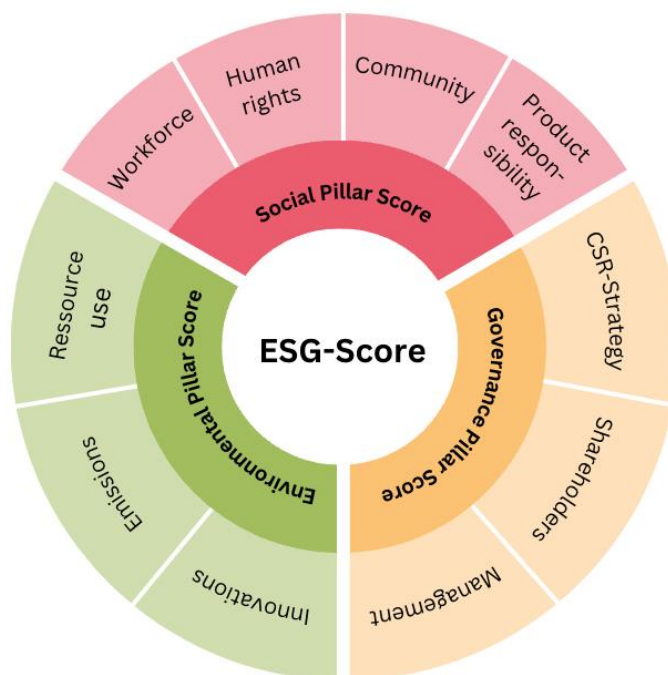 ESG-Score
Social Pillar Score
Workforce
Human
rights
Community
Product
respon-
sibility
Governance Pillar Score
CSR-Strategy
Shareholders
Management
Environmental Pillar Score
Ressource
use
Emissions
Innovations